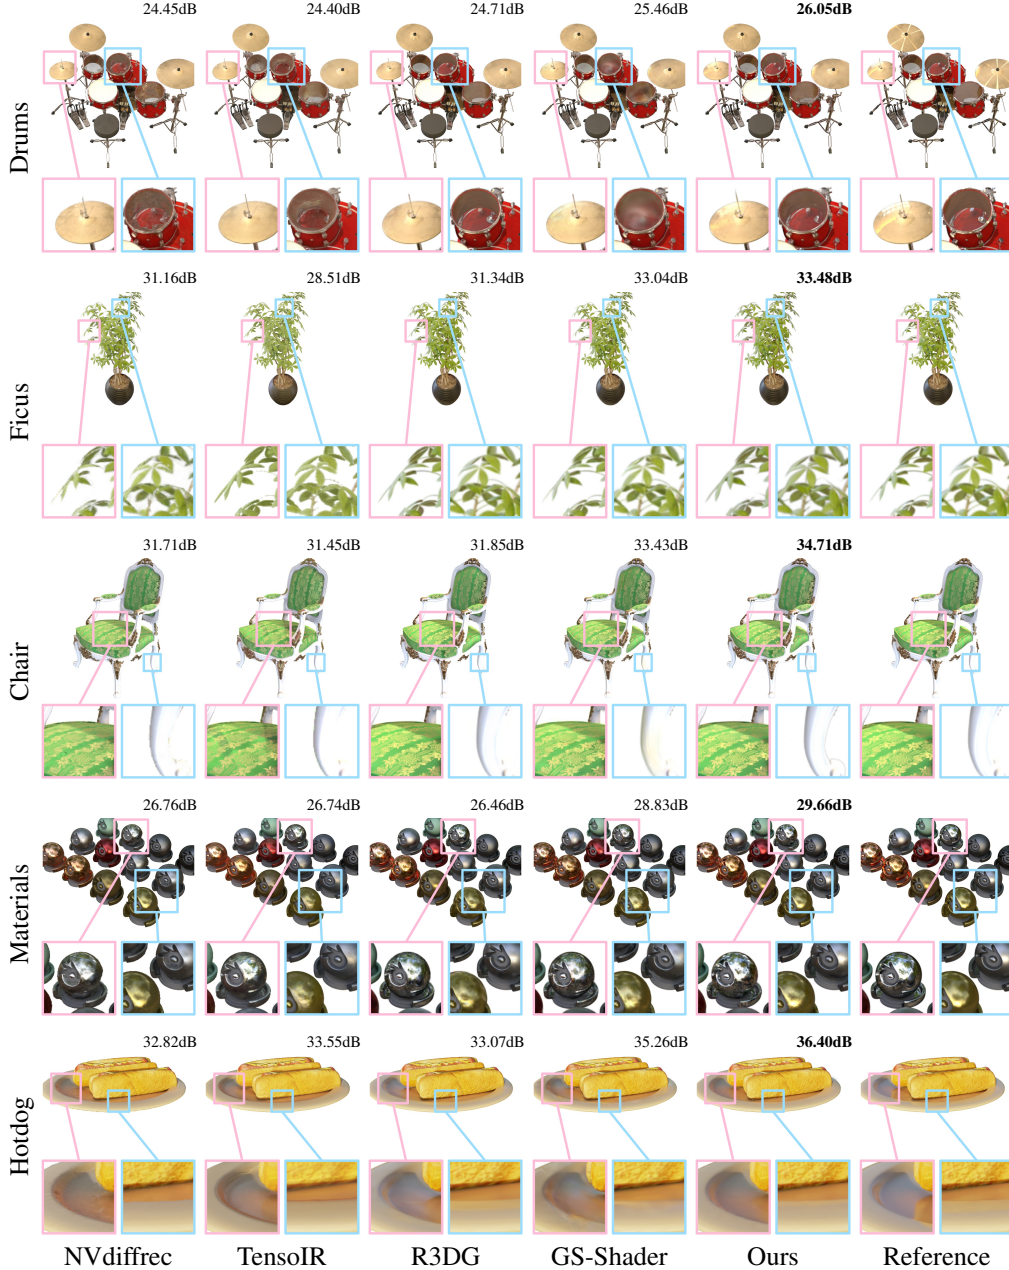 24.45dB 24.40dB 24.71dB 25.46dB 26.05dB
Drums
31.16dB 28.51dB 31.34dB 33.04dB 33.48dB
Ficus
31.71dB 31.45dB 31.85dB 33.43dB 34.71dB
Chair
26.76dB 26.74dB 26.46dB 28.83dB 29.66dB
Materials
32.82dB 33.55dB 33.07dB 35.26dB 36.40dB
Hotdog
NVdiffrec TensoIR R3DG GS-Shader Ours Reference